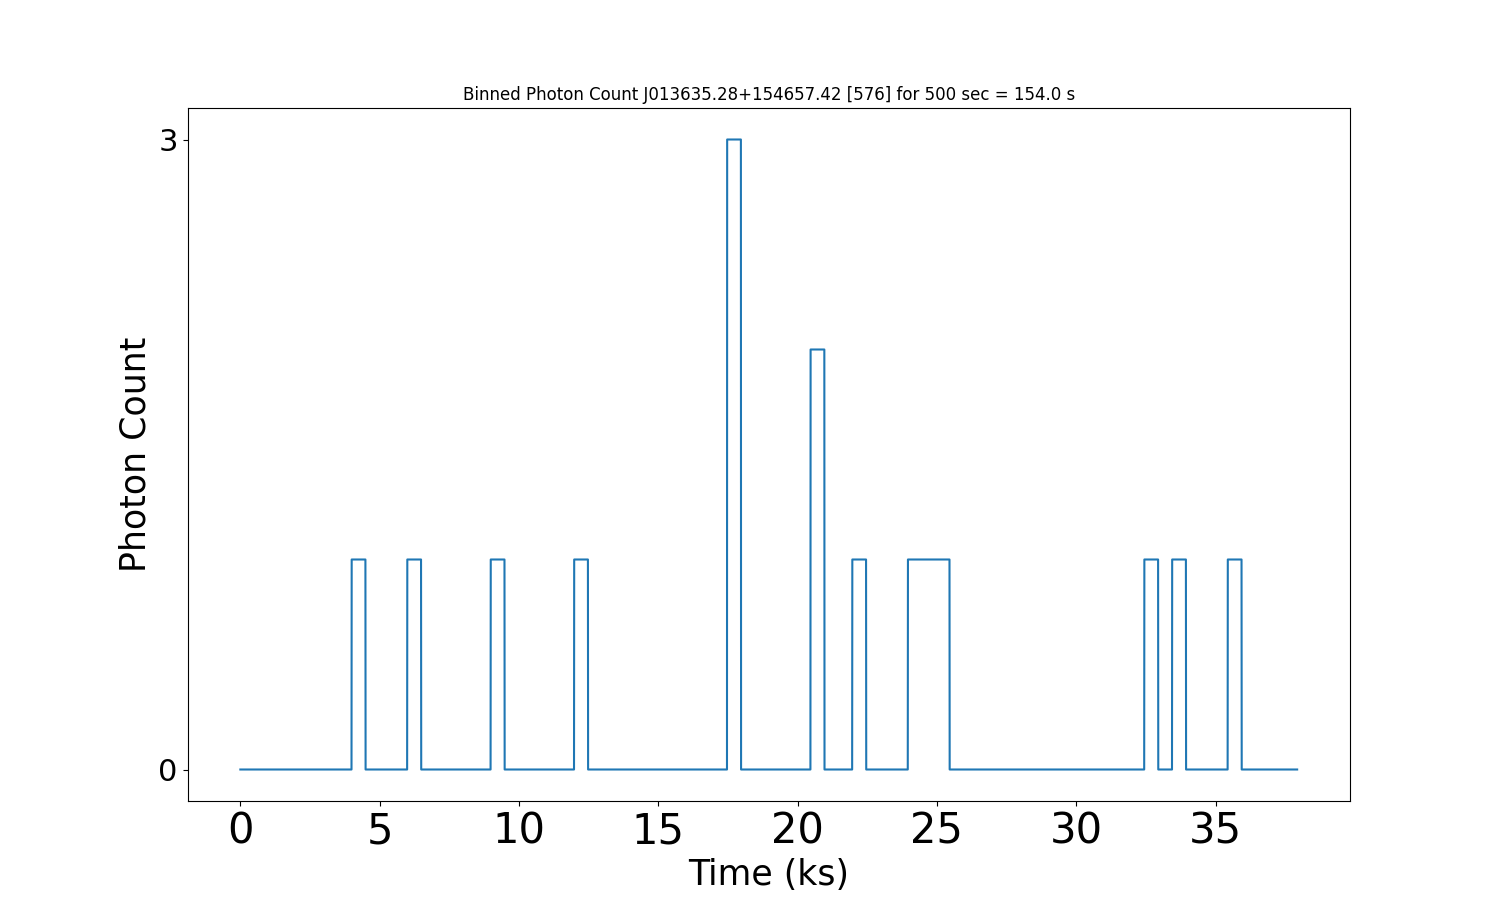 Binned Photon Count J013635.28+154657.42 [576] for 500 sec = 154.0 s
3
Photon Count
0
0 5 10 15 20 25 30 35
Time (ks)